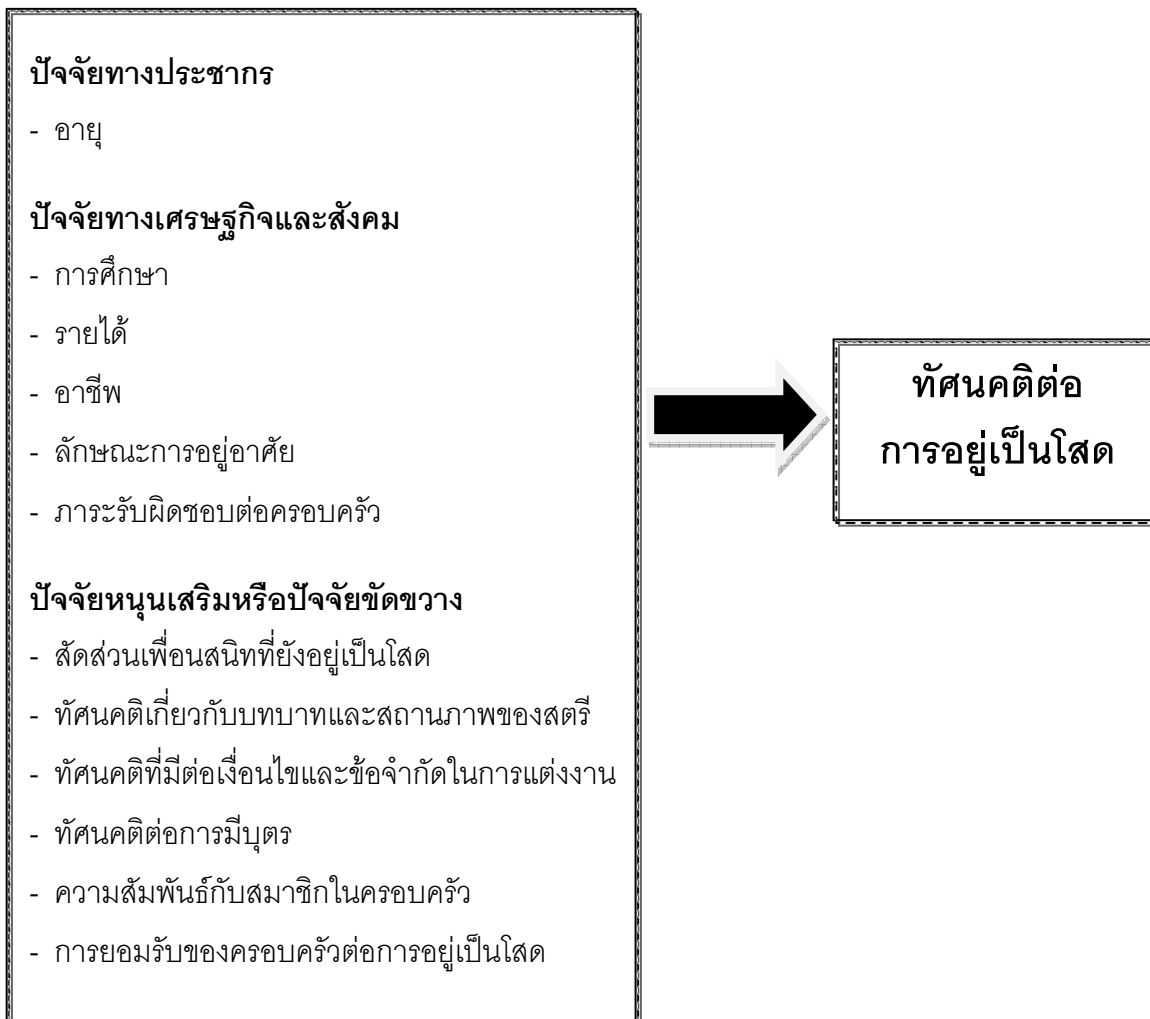 ปัจจัยทางประชากร
- อายุ
ปัจจัยทางเศรษฐกิจและสังคม
- การศึกษา
- รายได้
- อาชีพ
- ลักษณะการอยู่อาศัย
- ภาระรับผิดชอบต่อครอบครัว
ปัจจัยหนุนเสริมหรือปัจจัยขัดขวาง
- สัดส่วนเพื่อนสนิทที่ยังอยู่เป็นโสด
- ทัศนคติเกี่ยวกับบทบาทและสถานภาพของสตรี
- ทัศนคติที่มีต่อเงื่อนไขและข้อจำกัดในการแต่งงาน
- ทัศนคติต่อการมีบุตร
- ความสัมพันธ์กับสมาชิกในครอบครัว
- การยอมรับของครอบครัวต่อการอยู่เป็นโสด
ทัศนคติต่อ
การอยู่เป็นโสด